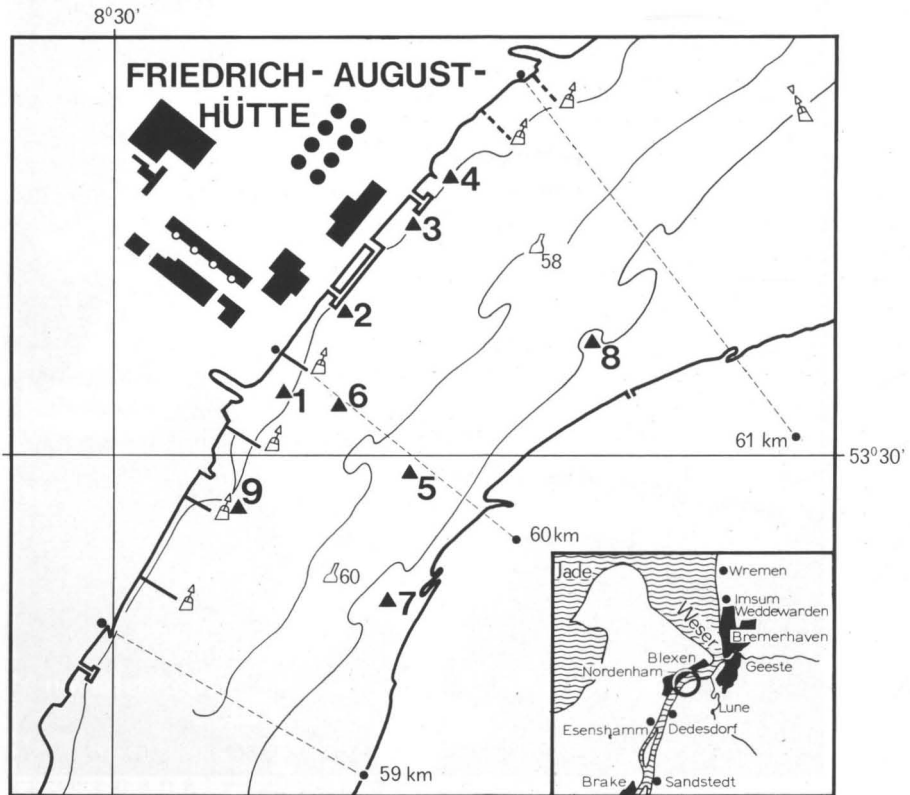 8°30'
FRIEDRICH - AUGUST-
HÜTTE
4
3
58
2
8
1
6
61 km
53°30'
5
9
60 km
60
7
59 km
Jade
Wremen
Imsum
Weddewarden
Weser
Bremerhaven
Blexen
Geeste
Nordenham
Lune
Esenshamm
Dedesdorf
Brake
Sandstedt